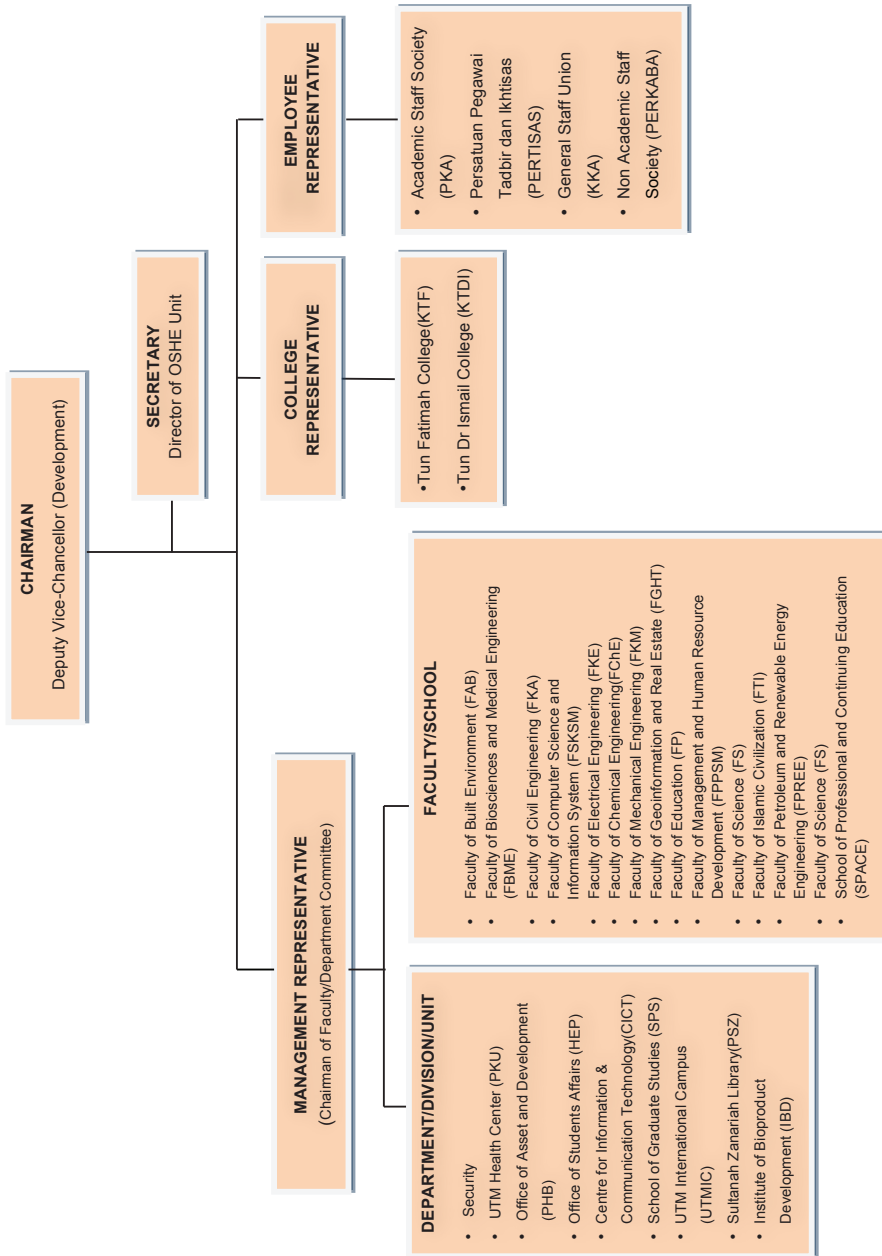 CHAIRMAN
Deputy Vice-Chancellor (Development)
SECRETARY
Director of OSHE Unit
MANAGEMENT REPRESENTATIVE
(Chairman of Faculty/Department Committee)
COLLEGE
REPRESENTATIVE
EMPLOYEE
REPRESENTATIVE
DEPARTMENT/DIVISION/UNIT
• Security
• UTM Health Center (PKU)
• Office of Asset and Development
(PHB)
• Office of Students Affairs (HEP)
• Centre for Information &
Communication Technology(CICT)
• School of Graduate Studies (SPS)
• UTM International Campus
(UTMIC)
• Sultanah Zanariah Library(PSZ)
• Institute of Bioproduct
Development (IBD)
FACULTY/SCHOOL
• Faculty of Built Environment (FAB)
• Faculty of Biosciences and Medical Engineering
(FBME)
• Faculty of Civil Engineering (FKA)
• Faculty of Computer Science and
Information System (FSKSM)
• Faculty of Electrical Engineering (FKE)
• Faculty of Chemical Engineering(FChE)
• Faculty of Mechanical Engineering (FKM)
• Faculty of Geoinformation and Real Estate (FGHT)
• Faculty of Education (FP)
• Faculty of Management and Human Resource
Development (FPPSM)
• Faculty of Science (FS)
• Faculty of Islamic Civilization (FTI)
• Faculty of Petroleum and Renewable Energy
Engineering (FPREE)
• Faculty of Science (FS)
• School of Professional and Continuing Education
(SPACE)
•Tun Fatimah College(KTF)
•Tun Dr Ismail College (KTDI)
• Academic Staff Society
(PKA)
• Persatuan Pegawai
Tadbir dan Ikhtisas
(PERTISAS)
• General Staff Union
(KKA)
• Non Academic Staff
Society (PERKABA)